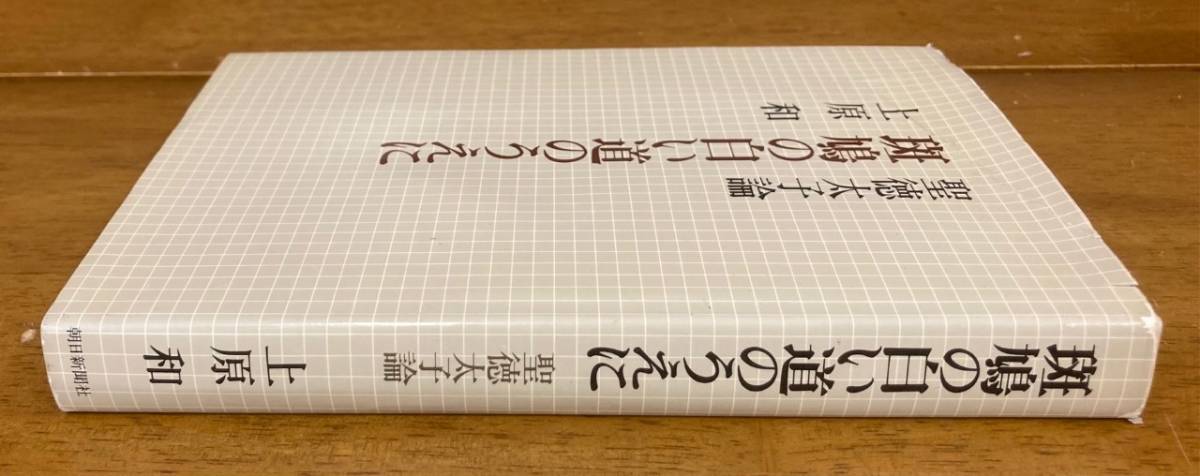 上原 和
斑鳩の白い道のうえに
聖徳太子論
斑鳩の白い道のうえに
聖徳太子論
上原 和
朝日新聞社